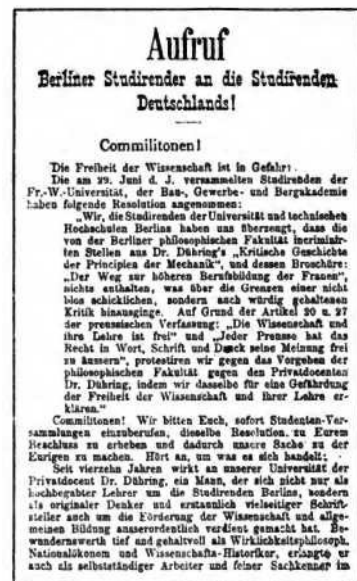 Aufruf
Berliner Studirender an die Studirenden
Deutschlands!
Commilitonen!
Die Freiheit der Wissenschaft ist in Gefahr!
Die am 29. Juni d. J. versammelten Studirenden der
Fr.-W.-Universität, der Bau-, Gewerbe- und Bergakademie
haben folgende Resolution angenommen:
„Wir, die Studirenden der Universität und technischen
Hochschulen Berlins haben uns überzeugt, dass die
von der Berliner philosophischen Fakultät incriminir-
ten Stellen aus Dr. Dühring's „Kritische Geschichte
der Principien der Mechanik“, und dessen Broschüre:
„Der Weg zur höheren Berufsbildung der Frauen“,
nichts enthalten, was über die Grenzen einer nicht
blos schicklichen, sondern auch würdig gehaltenen
Kritik hinausginge. Auf Grund der Artikel 20 u. 27
der preussischen Verfassung: „Die Wissenschaft und
ihre Lehre ist frei“ und „Jeder Preusse hat das
Recht in Wort, Schrift und Druck seine Meinung frei
zu äussern“, protestiren wir gegen das Vorgehen der
philosophischen Fakultät gegen den Privatdocenten
Dr. Dühring, indem wir dasselbe für eine Gefährdung
der Freiheit der Wissenschaft und ihrer Lehre er-
klären.“
Commilitonen! Wir bitten Euch, sofort Studenten-Ver-
sammlungen einzuberufen, dieselbe Resolution zu Eurem
Beschluss zu erheben und dadurch unsere Sache zu der
Eurigen zu machen. Hört an, um was es sich handelt:
Seit vierzehn Jahren wirkt an unserer Universität der
Privatdocent Dr. Dühring, ein Mann, der sich nicht nur als
hochbegabter Lehrer um die Studirenden Berlins, sondern
als origineller Denker und erstaunlich vielseitiger Schrift-
steller auch um die Förderung der Wissenschaft und allge-
meinen Bildung ausserordentlich verdient gemacht hat. Be-
wundernswerth tief und gehaltvoll als Wirklichkeitsphilosoph,
Nationalökonom und Wissenschafts-Historiker, erlangte er
auch als selbstständiger Arbeiter und feiner Sachkenner im